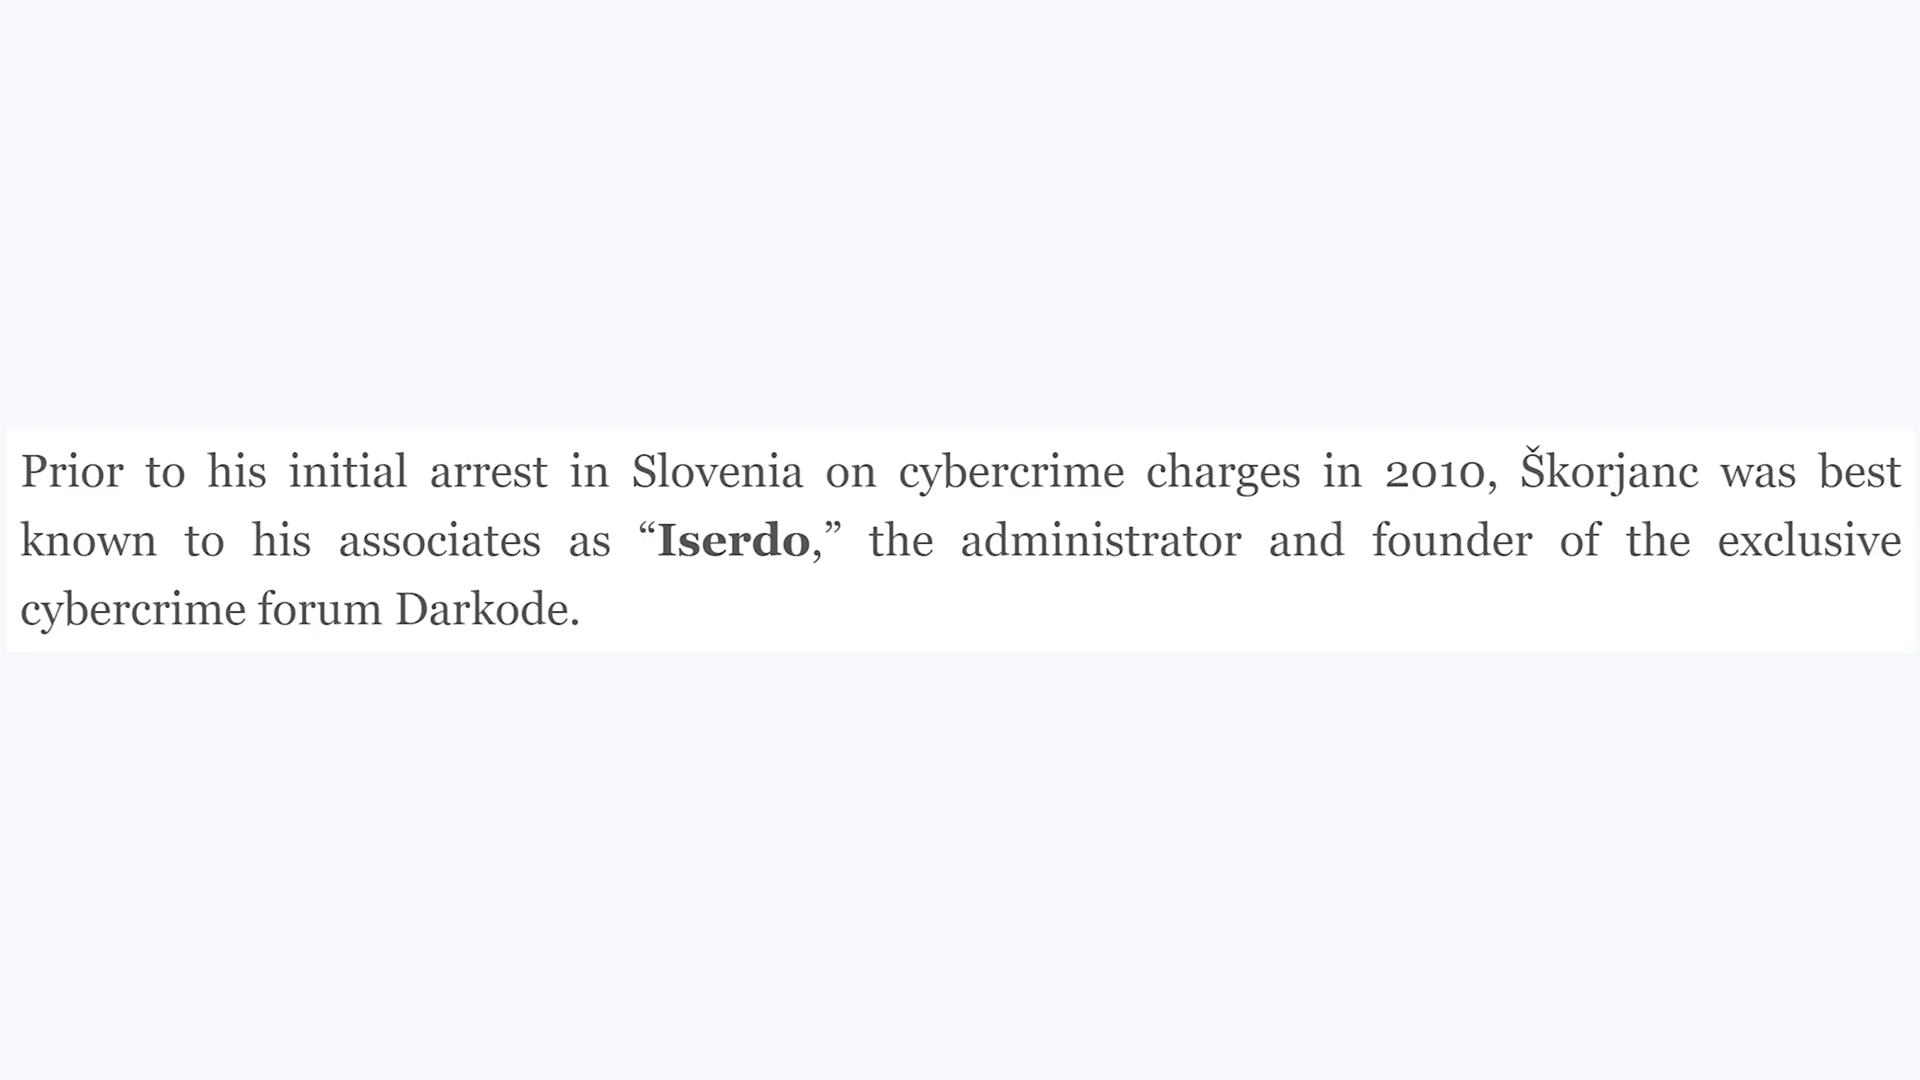 Prior to his initial arrest in Slovenia on cybercrime charges in 2010, Škorjanc was best
known to his associates as “Iserdo,” the administrator and founder of the exclusive
cybercrime forum Darkode.